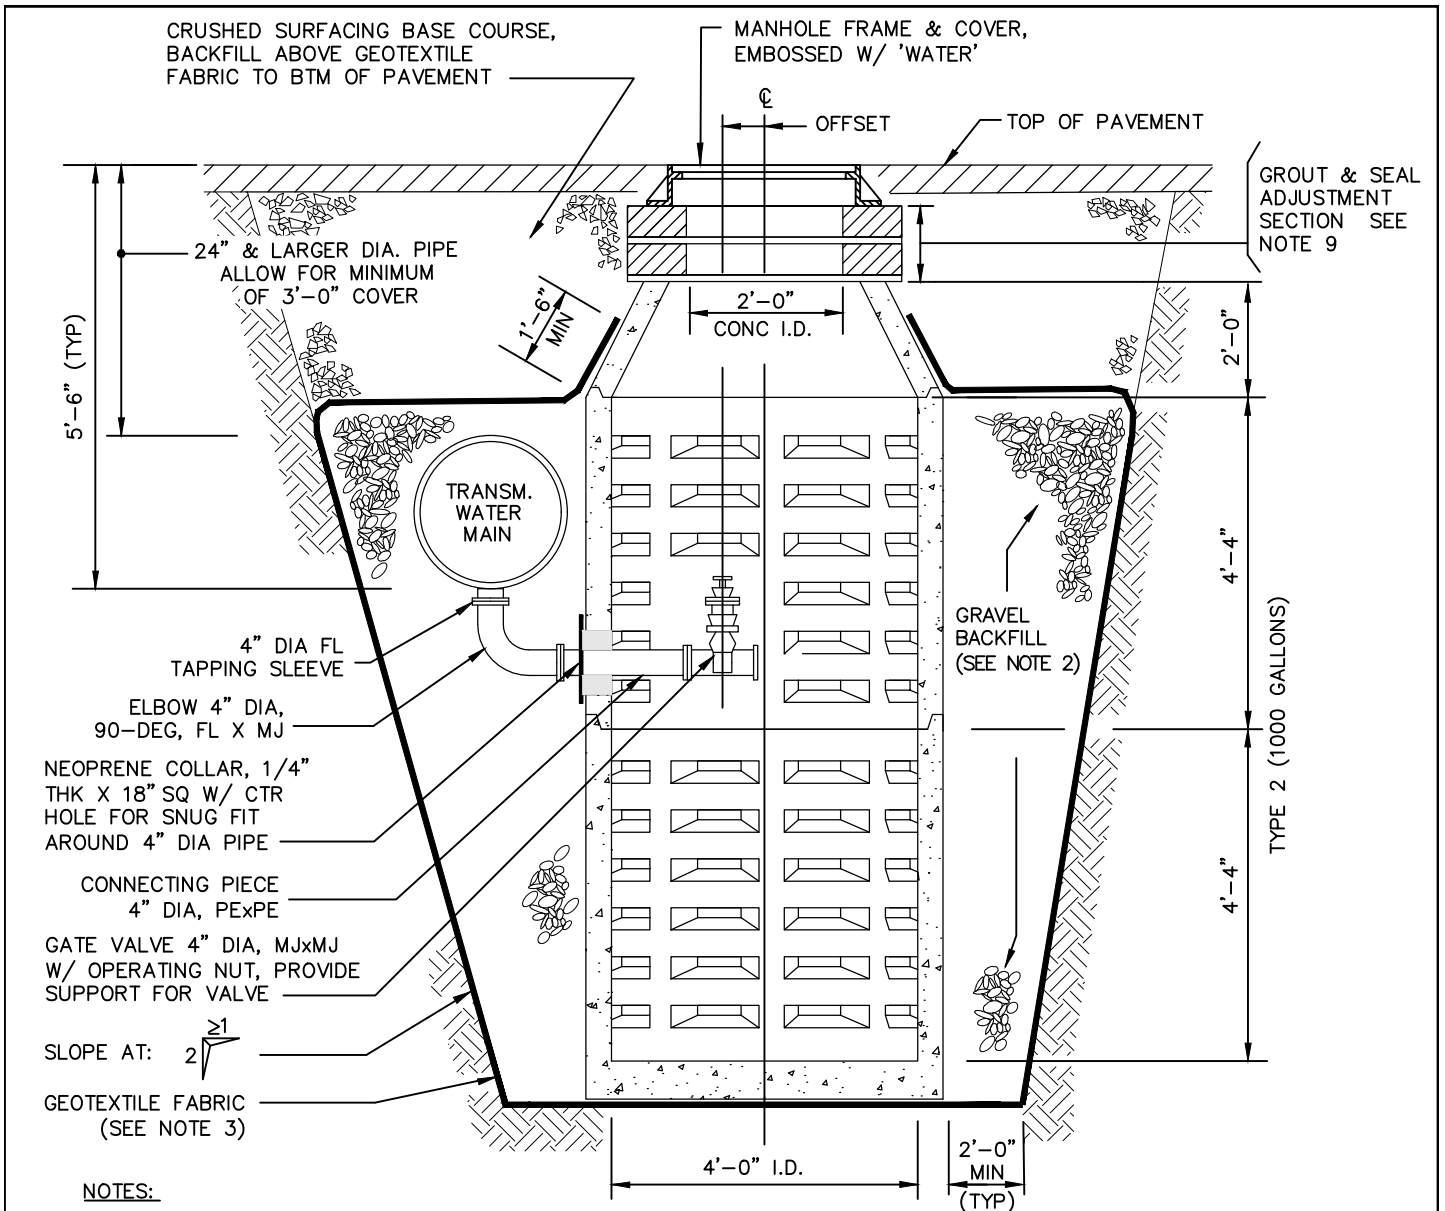 CRUSHED SURFACING BASE COURSE,
BACKFILL ABOVE GEOTEXTILE
FABRIC TO BTM OF PAVEMENT
MANHOLE FRAME & COVER,
EMBOSSED W/ 'WATER'
℄
OFFSET
TOP OF PAVEMENT
GROUT & SEAL
ADJUSTMENT
SECTION SEE
NOTE 9
24" & LARGER DIA. PIPE
ALLOW FOR MINIMUM
OF 3'-0" COVER
5'-6" (TYP)
1'-6"
MIN
2'-0"
CONC I.D.
2'-0"
TRANSM.
WATER
MAIN
4'-4"
GRAVEL
BACKFILL
(SEE NOTE 2)
TYPE 2 (1000 GALLONS)
4'-4"
4" DIA FL
TAPPING SLEEVE
ELBOW 4" DIA,
90-DEG, FL X MJ
NEOPRENE COLLAR, 1/4"
THK X 18" SQ W/ CTR
HOLE FOR SNUG FIT
AROUND 4" DIA PIPE
CONNECTING PIECE
4" DIA, PExPE
GATE VALVE 4" DIA, MJxMJ
W/ OPERATING NUT, PROVIDE
SUPPORT FOR VALVE
SLOPE AT: 2 ≥1
GEOTEXTILE FABRIC
(SEE NOTE 3)
4'-0" I.D.
2'-0"
MIN
(TYP)
NOTES: